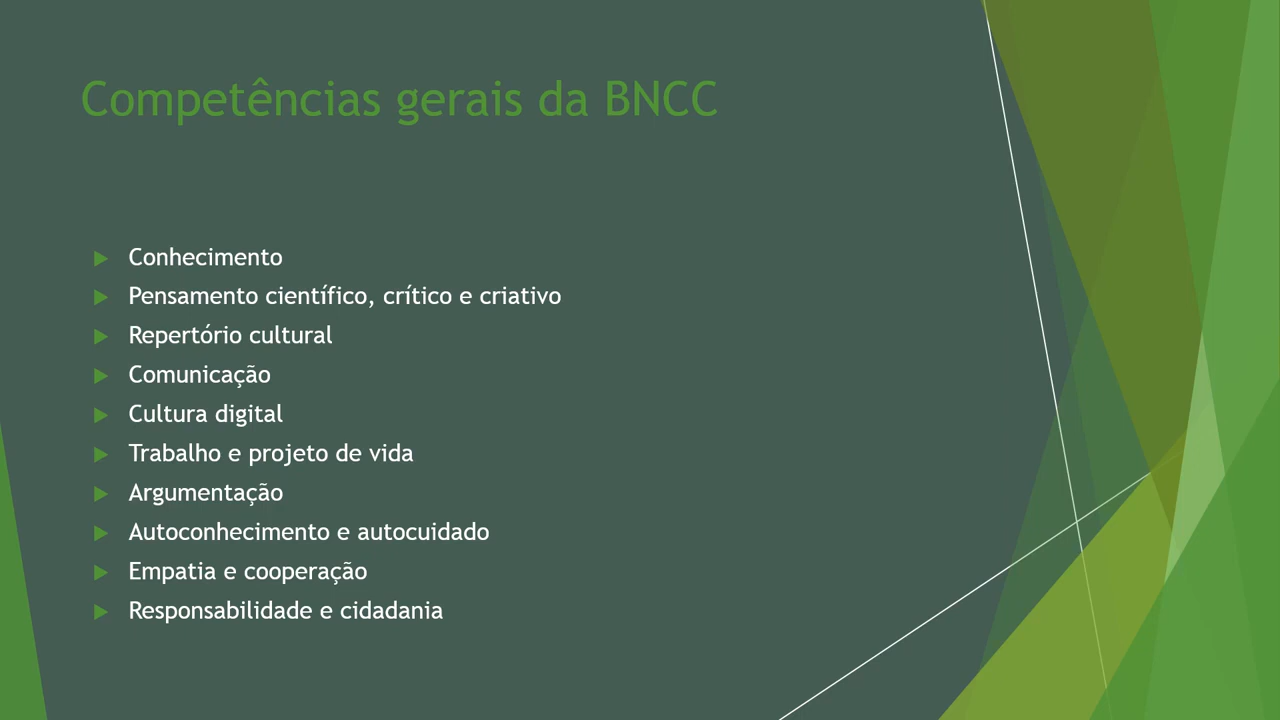 Competências gerais da BNCC
Conhecimento
Pensamento científico, crítico e criativo
Repertório cultural
Comunicação
Cultura digital
Trabalho e projeto de vida
Argumentação
Autoconhecimento e autocuidado
Empatia e cooperação
Responsabilidade e cidadania